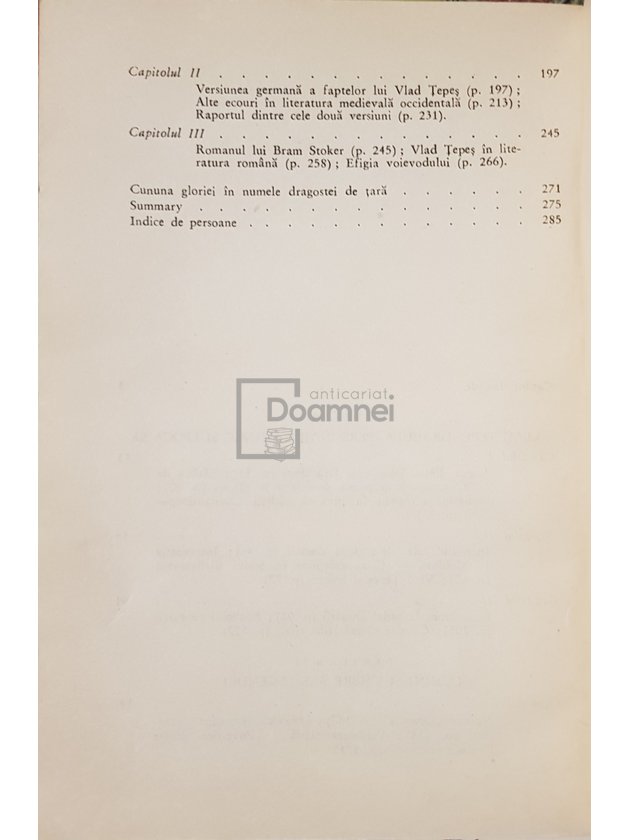 Capitolul II . . . . . . . . . . . . . 197
Versiunea germană a faptelor lui Vlad Țepeș (p. 197) ;
Alte ecouri în literatura medievală occidentală (p. 213) ;
Raportul dintre cele două versiuni (p. 231).
Capitolul III . . . . . . . . . . . . . 245
Romanul lui Bram Stoker (p. 245) ; Vlad Țepeș în lite-
ratura română (p. 258) ; Efigia voievodului (p. 266).
Cununa gloriei în numele dragostei de țară . . . . . . 271
Summary . . . . . . . . . . . . . . 275
Indice de persoane . . . . . . . . . . . . 285
anticariat
Doamnei